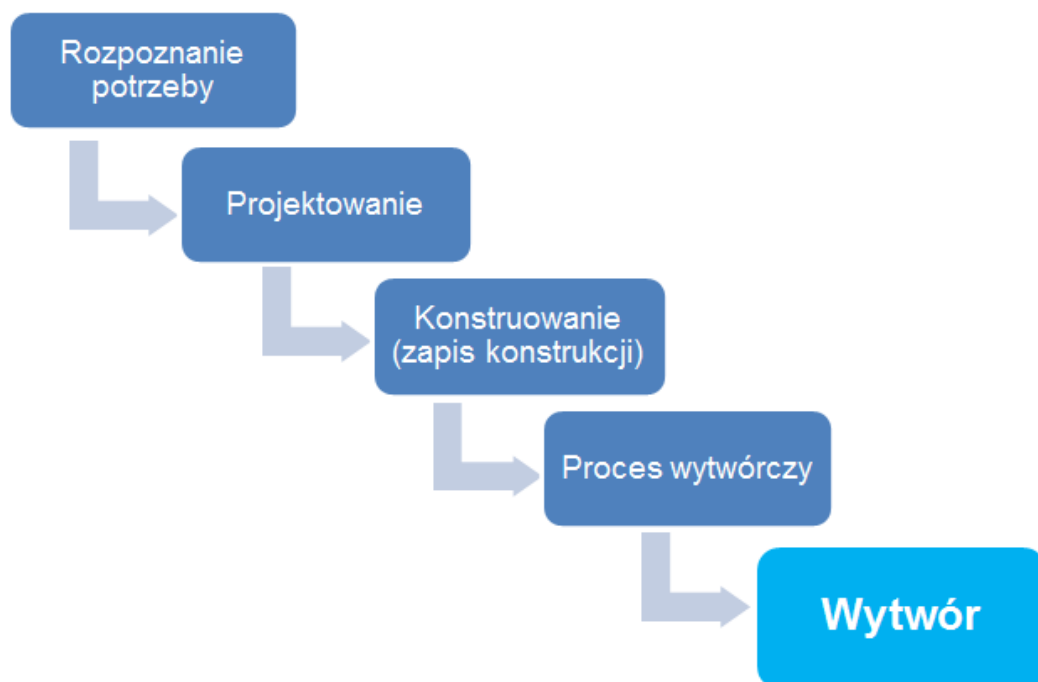 Rozpoznanie
potrzeby
Projektowanie
Konstruowanie
(zapis konstrukcji)
Proces wytwórczy
Wytwór